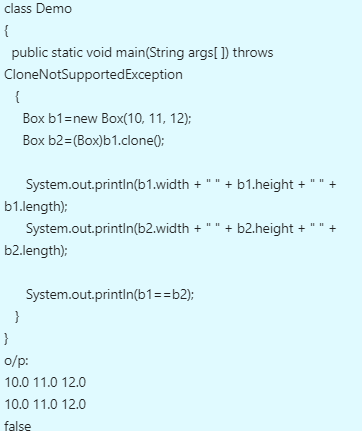 class Demo
{
public static void main(String args[ ]) throws
CloneNotSupportedException
{
Box b1=new Box(10, 11, 12);
Box b2=(Box)b1.clone();
System.out.println(b1.width + " " + b1.height + " " +
b1.length);
System.out.println(b2.width + " " + b2.height + " " +
b2.length);
System.out.println(b1==b2);
}
}
o/p:
10.0 11.0 12.0
10.0 11.0 12.0
false